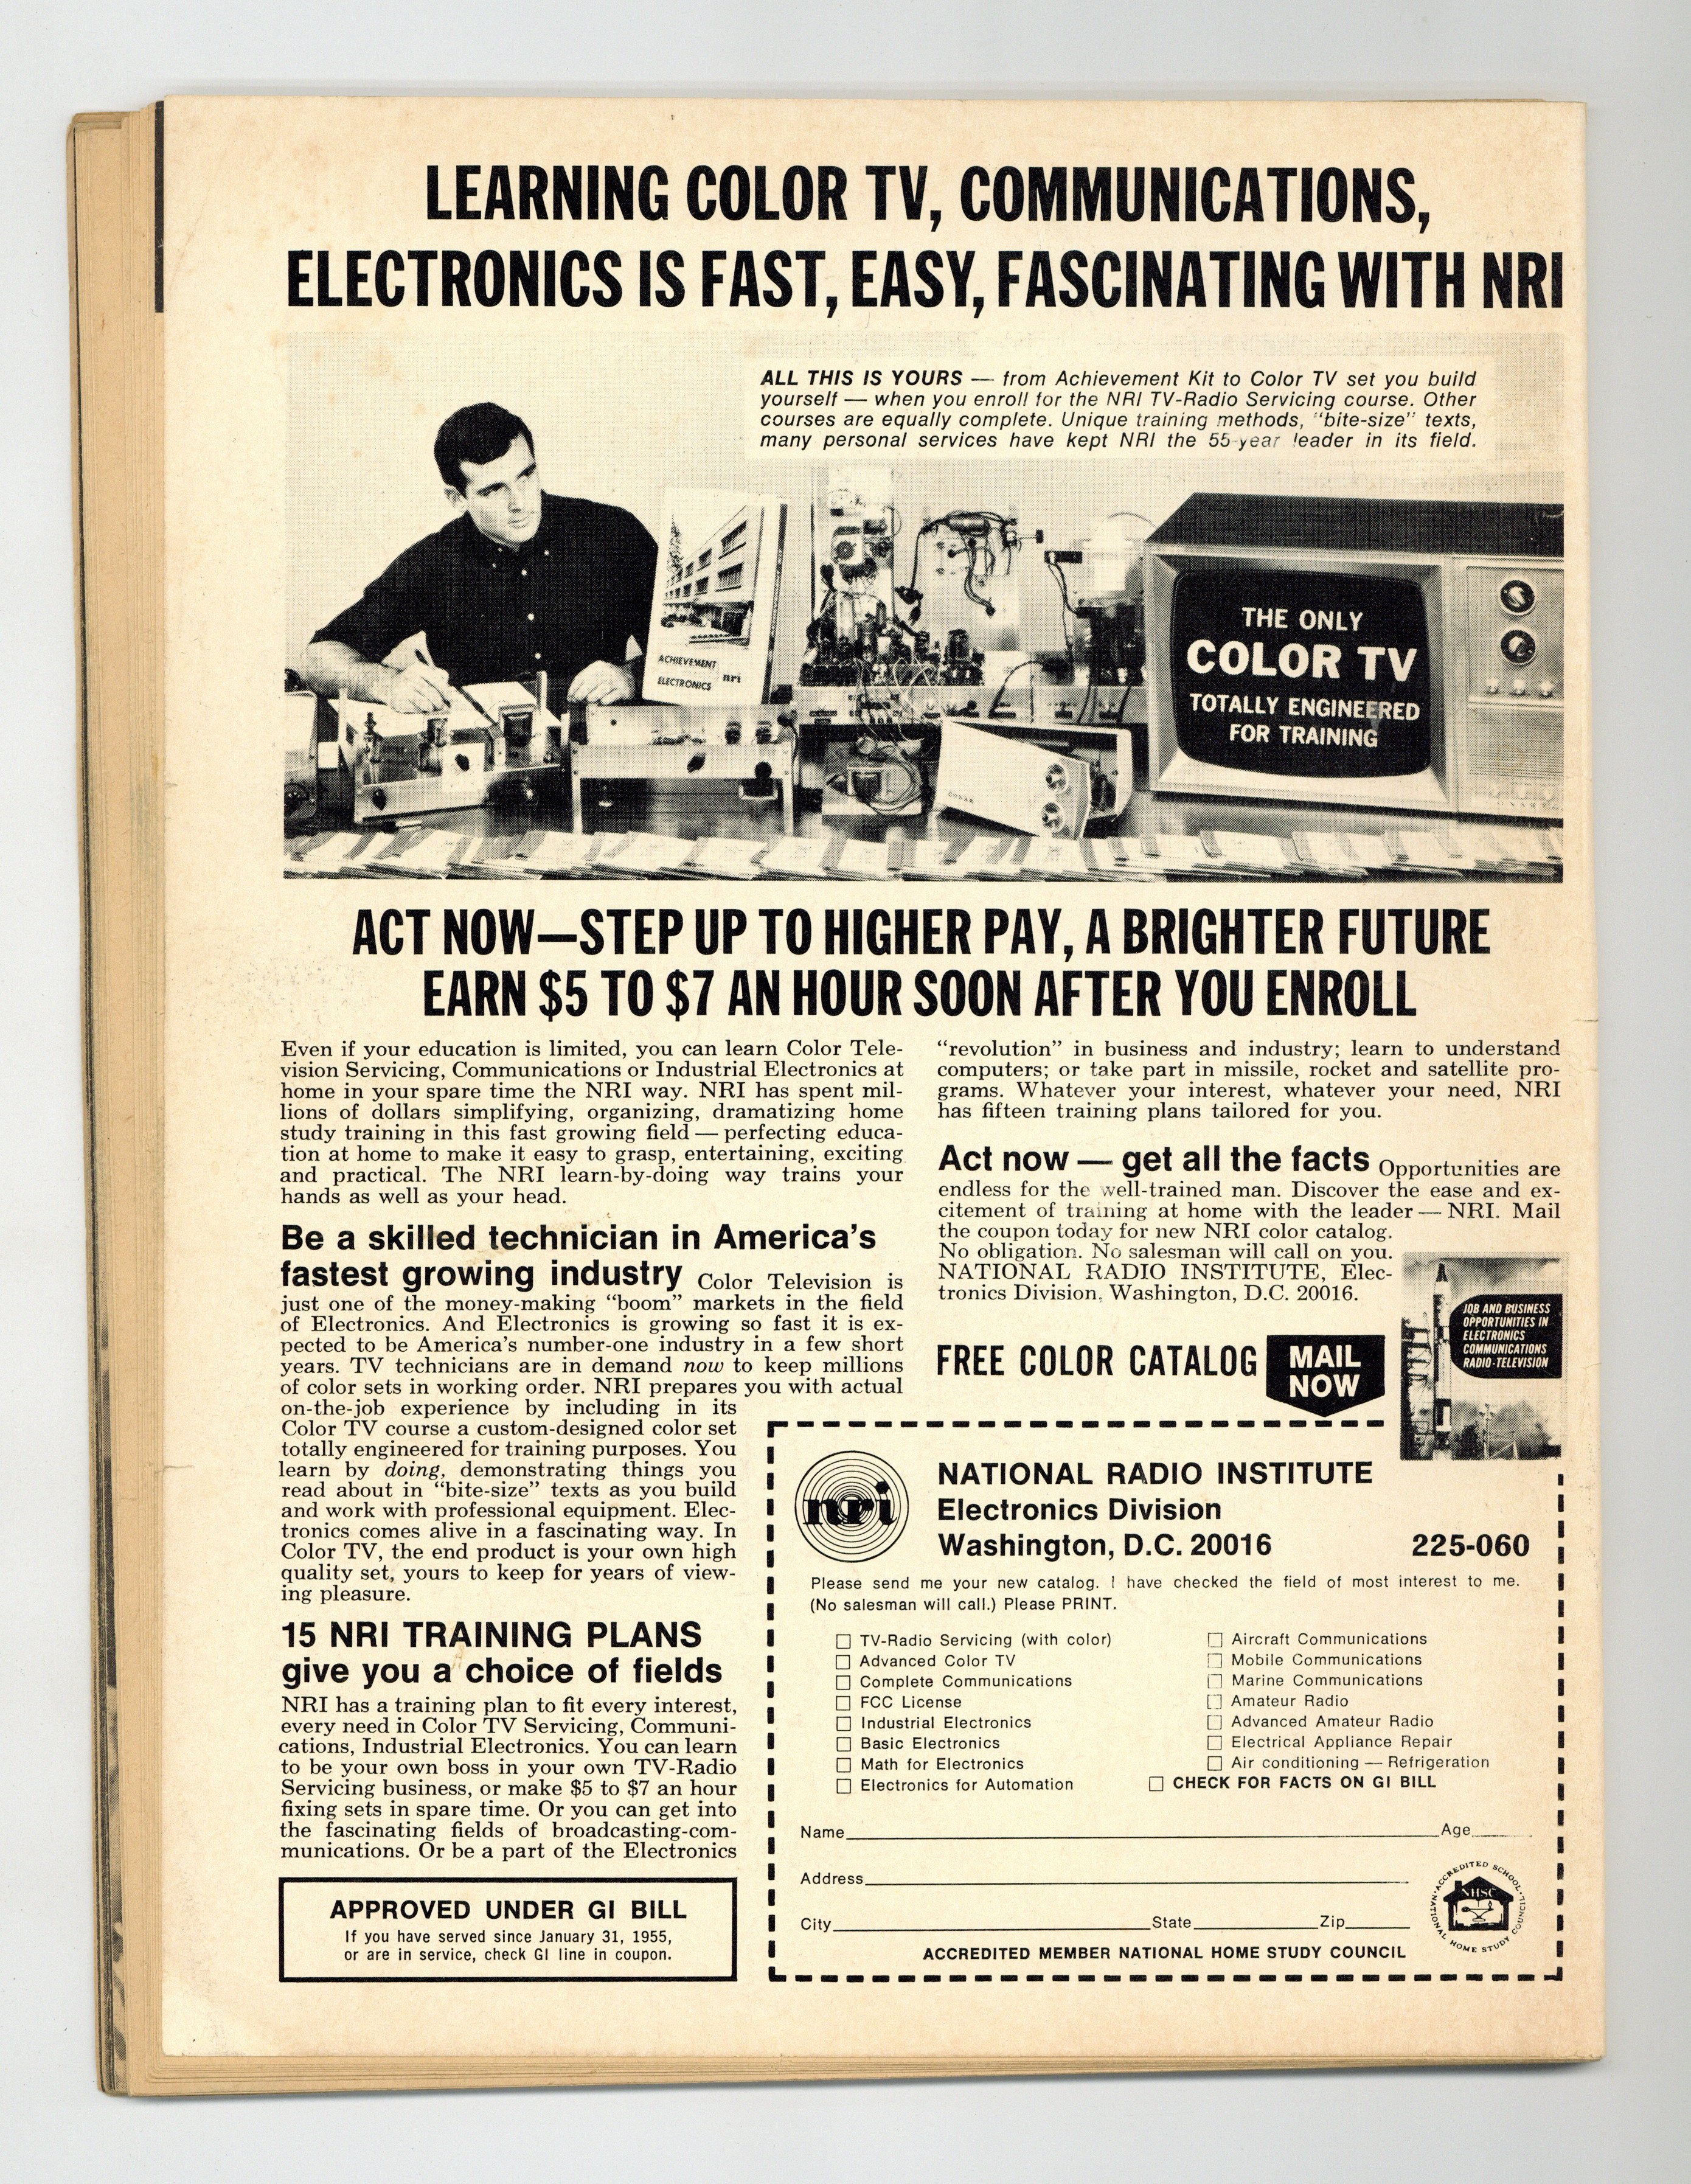 LEARNING COLOR TV, COMMUNICATIONS,
ELECTRONICS IS FAST, EASY, FASCINATING WITH NRI
ALL THIS IS YOURS — from Achievement Kit to Color TV set you build
yourself — when you enroll for the NRI TV-Radio Servicing course. Other
courses are equally complete. Unique training methods, "bite-size" texts,
many personal services have kept NRI the 55-year leader in its field.
ACHIEVEMENT
ELECTRONICS nri
CONAR
THE ONLY
COLOR TV
TOTALLY ENGINEERED
FOR TRAINING
CONAR
ACT NOW—STEP UP TO HIGHER PAY, A BRIGHTER FUTURE
EARN $5 TO $7 AN HOUR SOON AFTER YOU ENROLL
Even if your education is limited, you can learn Color Tele-
vision Servicing, Communications or Industrial Electronics at
home in your spare time the NRI way. NRI has spent mil-
lions of dollars simplifying, organizing, dramatizing home
study training in this fast growing field — perfecting educa-
tion at home to make it easy to grasp, entertaining, exciting
and practical. The NRI learn-by-doing way trains your
hands as well as your head.
Be a skilled technician in America's
fastest growing industry Color Television is
just one of the money-making "boom" markets in the field
of Electronics. And Electronics is growing so fast it is ex-
pected to be America's number-one industry in a few short
years. TV technicians are in demand now to keep millions
of color sets in working order. NRI prepares you with actual
on-the-job experience by including in its
Color TV course a custom-designed color set
totally engineered for training purposes. You
learn by doing, demonstrating things you
read about in "bite-size" texts as you build
and work with professional equipment. Elec-
tronics comes alive in a fascinating way. In
Color TV, the end product is your own high
quality set, yours to keep for years of view-
ing pleasure.
15 NRI TRAINING PLANS
give you a choice of fields
NRI has a training plan to fit every interest,
every need in Color TV Servicing, Communi-
cations, Industrial Electronics. You can learn
to be your own boss in your own TV-Radio
Servicing business, or make $5 to $7 an hour
fixing sets in spare time. Or you can get into
the fascinating fields of broadcasting-com-
munications. Or be a part of the Electronics
APPROVED UNDER GI BILL
If you have served since January 31, 1955,
or are in service, check GI line in coupon.
"revolution" in business and industry; learn to understand
computers; or take part in missile, rocket and satellite pro-
grams. Whatever your interest, whatever your need, NRI
has fifteen training plans tailored for you.
Act now — get all the facts Opportunities are
endless for the well-trained man. Discover the ease and ex-
citement of training at home with the leader — NRI. Mail
the coupon today for new NRI color catalog.
No obligation. No salesman will call on you.
NATIONAL RADIO INSTITUTE, Elec-
tronics Division, Washington, D.C. 20016.
JOB AND BUSINESS
OPPORTUNITIES IN
ELECTRONICS
COMMUNICATIONS
RADIO-TELEVISION
FREE COLOR CATALOG
MAIL
NOW
nri
NATIONAL RADIO INSTITUTE
Electronics Division
Washington, D.C. 20016 225-060
Please send me your new catalog. I have checked the field of most interest to me.
(No salesman will call.) Please PRINT.
TV-Radio Servicing (with color)
Advanced Color TV
Complete Communications
FCC License
Industrial Electronics
Basic Electronics
Math for Electronics
Electronics for Automation
Aircraft Communications
Mobile Communications
Marine Communications
Amateur Radio
Advanced Amateur Radio
Electrical Appliance Repair
Air conditioning — Refrigeration
CHECK FOR FACTS ON GI BILL
Name Age
Address
City State Zip
ACCREDITED MEMBER NATIONAL HOME STUDY COUNCIL
ACCREDITED SCHOOL
NATIONAL HOME STUDY COUNCIL
NHSC